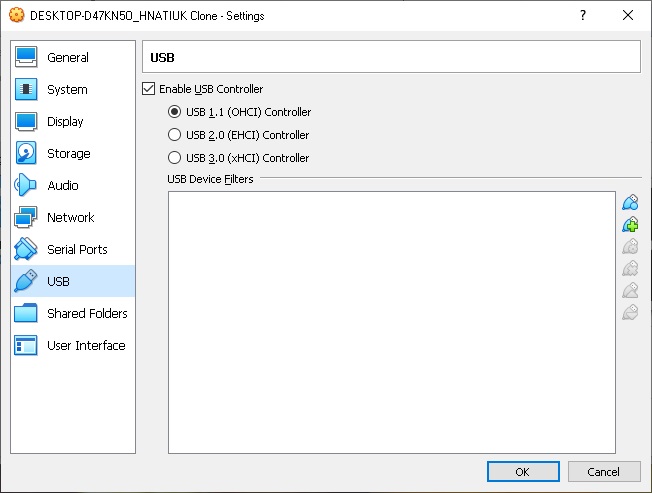 DESKTOP-D47KN50_HNATIUK Clone - Settings
?
General
System
Display
Storage
Audio
Network
Serial Ports
USB
Shared Folders
User Interface
USB
Enable USB Controller
USB 1.1 (OHCI) Controller
USB 2.0 (EHCI) Controller
USB 3.0 (xHCI) Controller
USB Device Filters
OK
Cancel